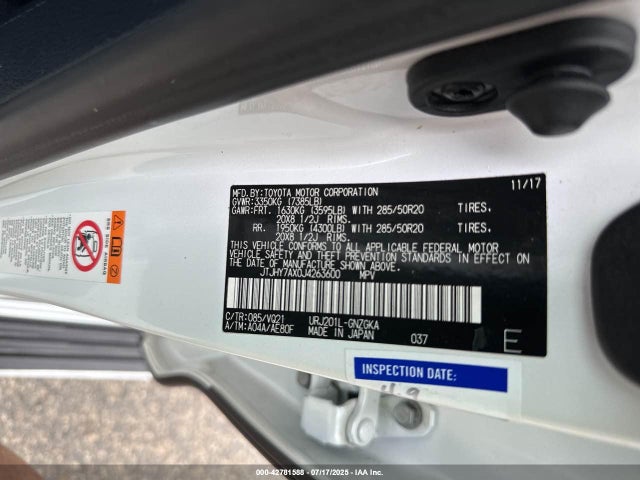 MFD.BY:TOYOTA MOTOR CORPORATION 11/17
GVWR:3350KG (7385LB)
GAWR:FRT. 1630KG (3595LB) WITH 285/50R20 TIRES.
20X8 1/2J RIMS.
RR. 1950KG (4300LB) WITH 285/50R20 TIRES.
20X8 1/2J RIMS.
THIS VEHICLE CONFORMS TO ALL APPLICABLE FEDERAL MOTOR
VEHICLE SAFETY AND THEFT PREVENTION STANDARDS IN EFFECT ON
THE DATE OF MANUFACTURE SHOWN ABOVE.
JTJHY7AX0J4263600 MPV
C/TR:085/VQ21 URJ201L-GNZGKA
A/TM:A04A/AE80F MADE IN JAPAN 037 E
INSPECTION DATE:
000-42781588 07/17/2025 IAA Inc.